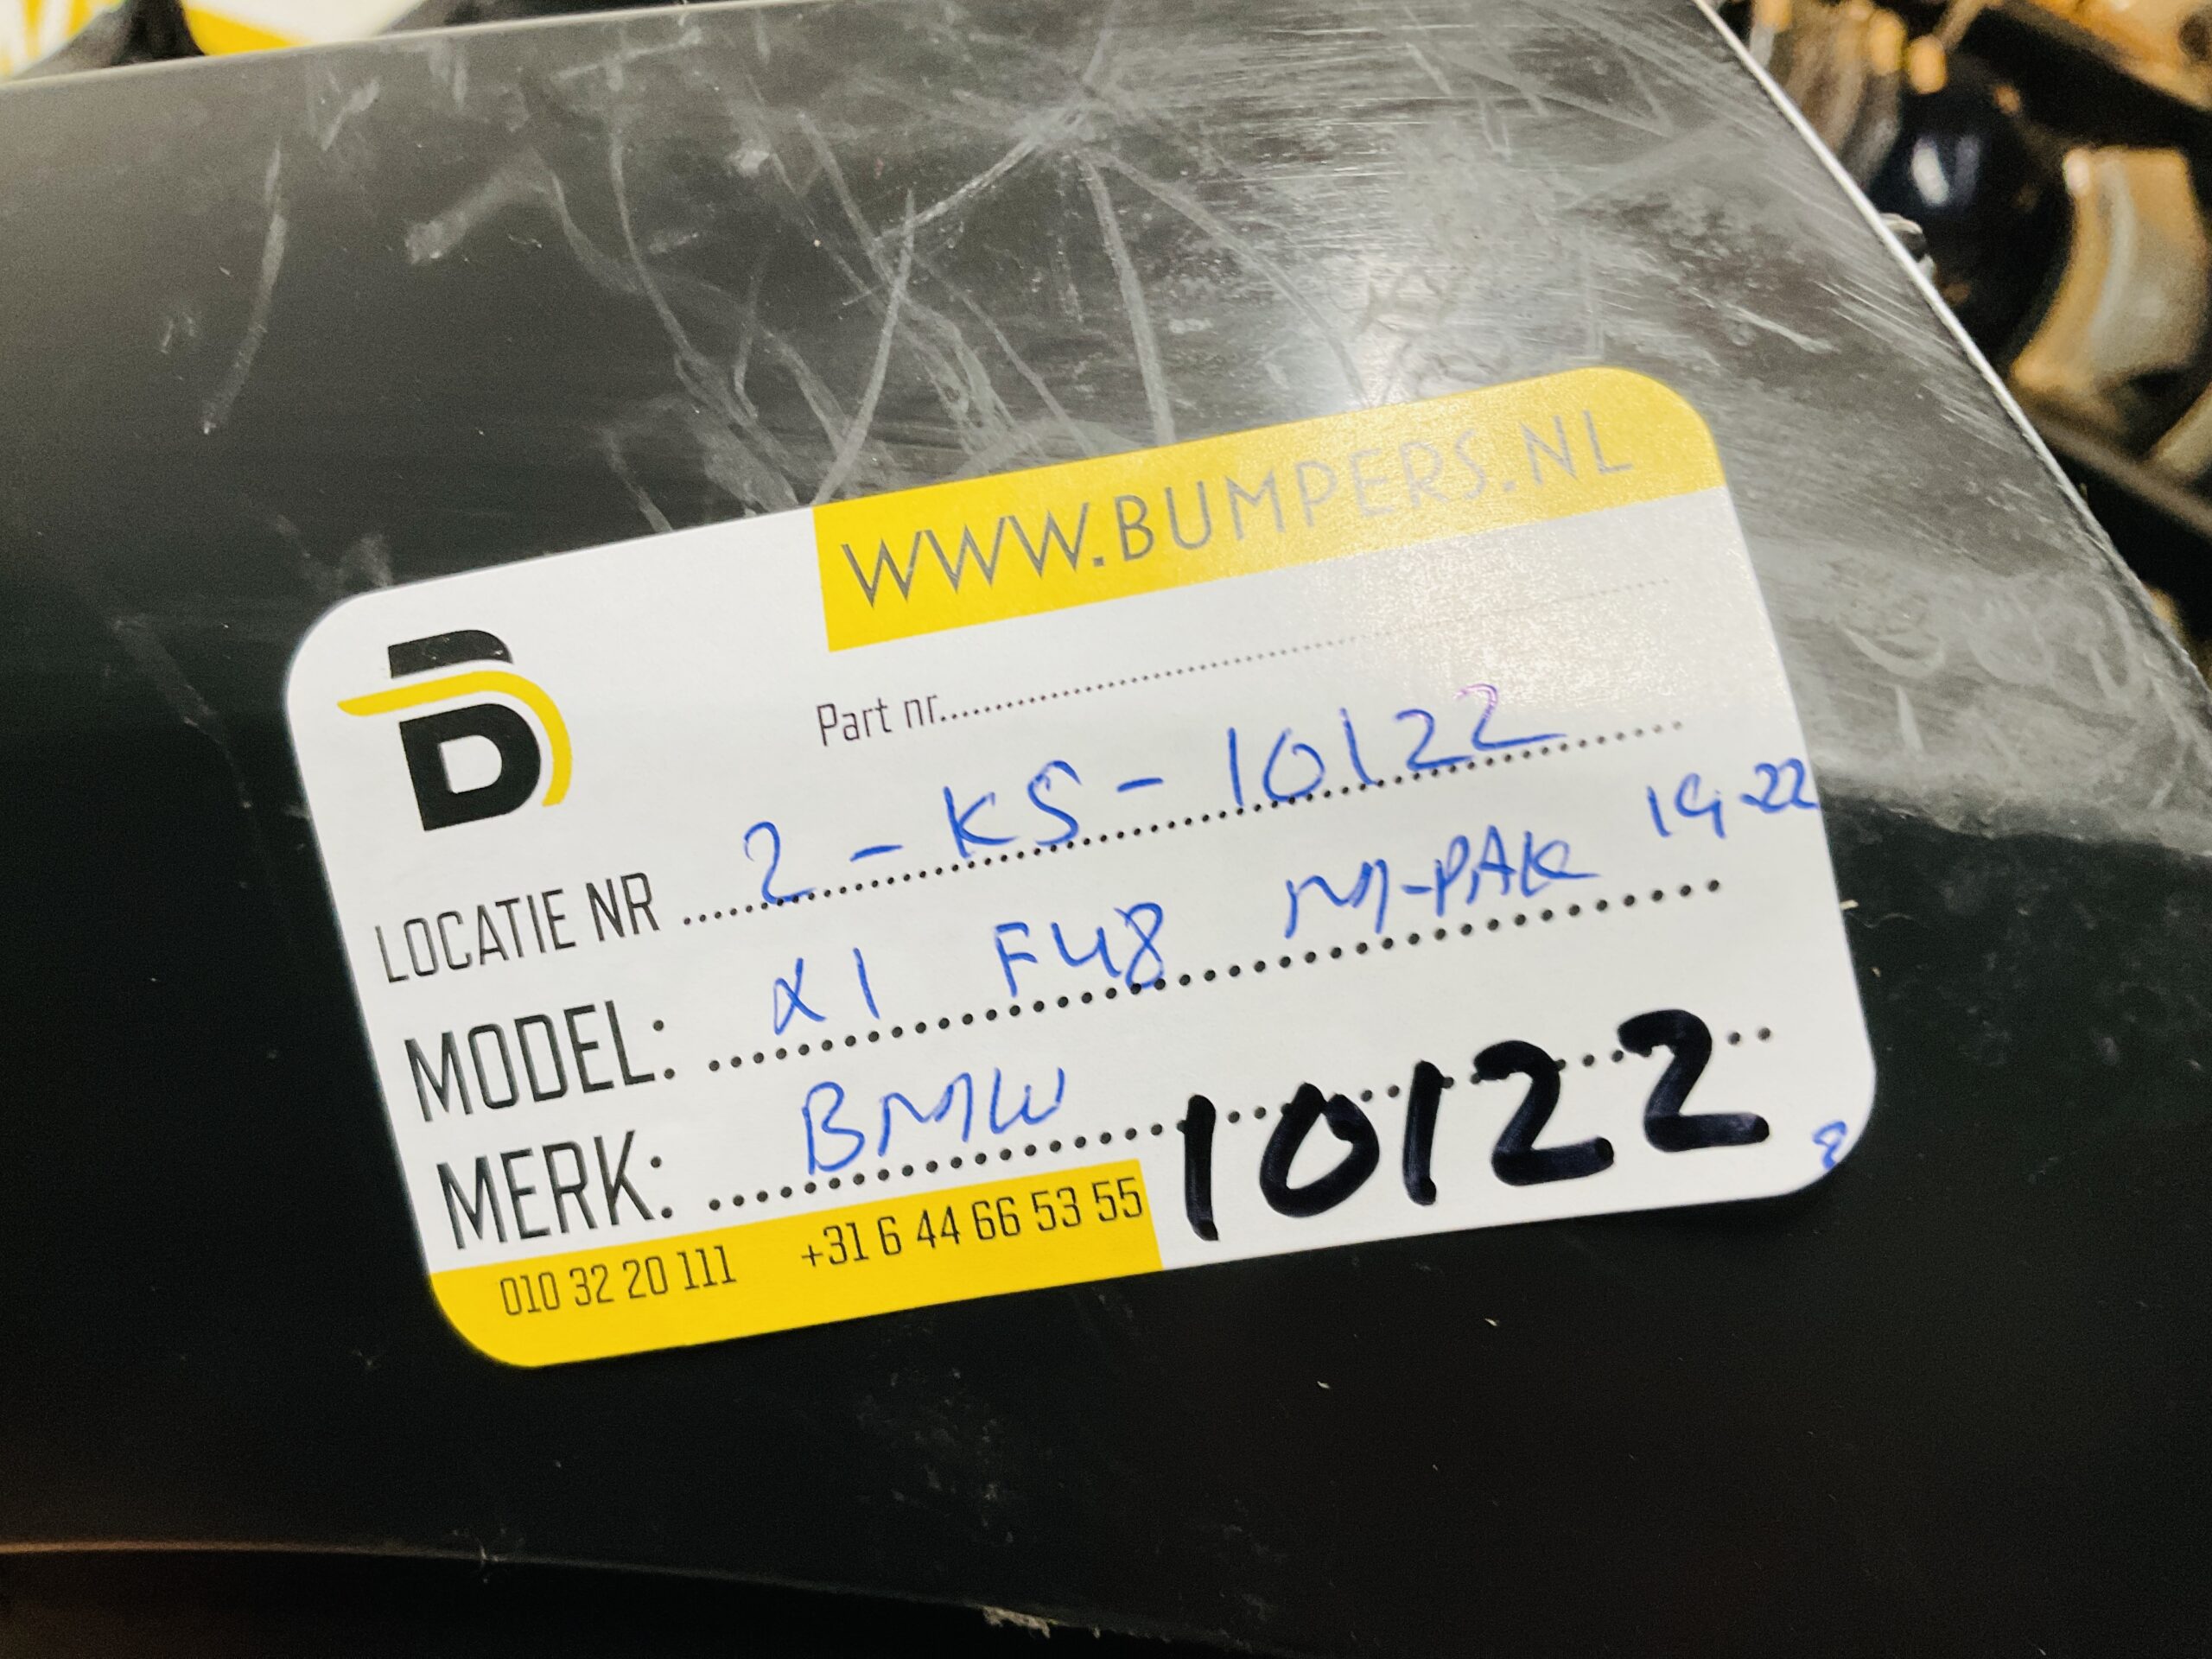 WWW.BUMPERS.NL
B
Part nr.
LOCATIE NR 2-KS-10122
MODEL: X1 F48 M-PAK 19-22
MERK: BMW 10122
010 32 20 111 +31 6 44 66 53 55